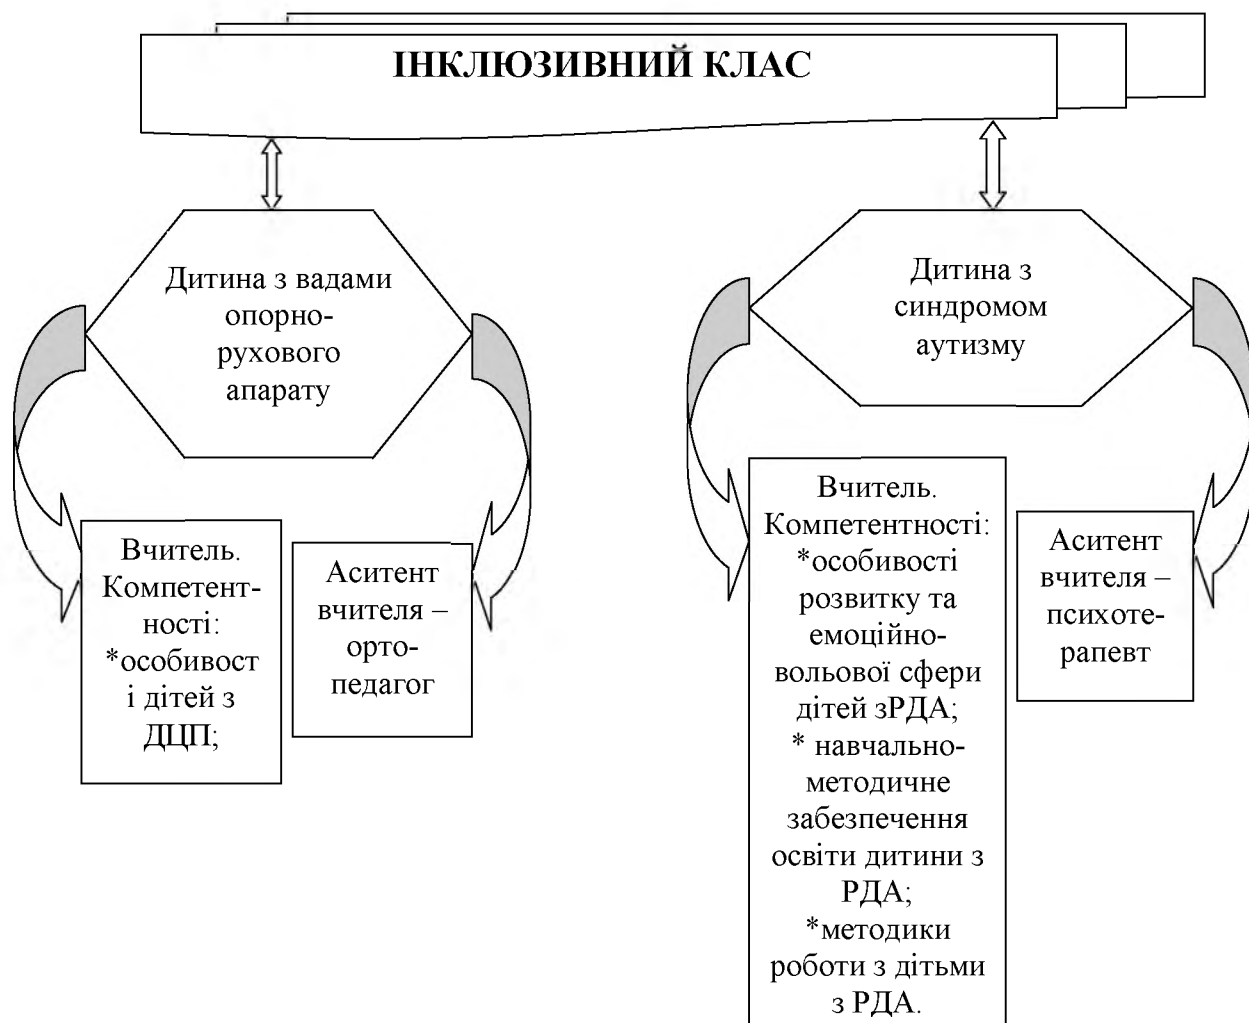 ІНКЛЮЗИВНИЙ КЛАС
Дитина з вадами
опорно-
рухового
апарату
Дитина з
синдромом
аутизму
Вчитель.
Компетент-
ності:
*особивост
і дітей з
ДЦП;
Аситент
вчителя –
орто-
педагог
Вчитель.
Компетентності:
*особивості
розвитку та
емоційно-
вольової сфери
дітей зРДА;
* навчально-
методичне
забезпечення
освіти дитини з
РДА;
*методики
роботи з дітьми
з РДА.
Аситент
вчителя –
психоте-
рапевт